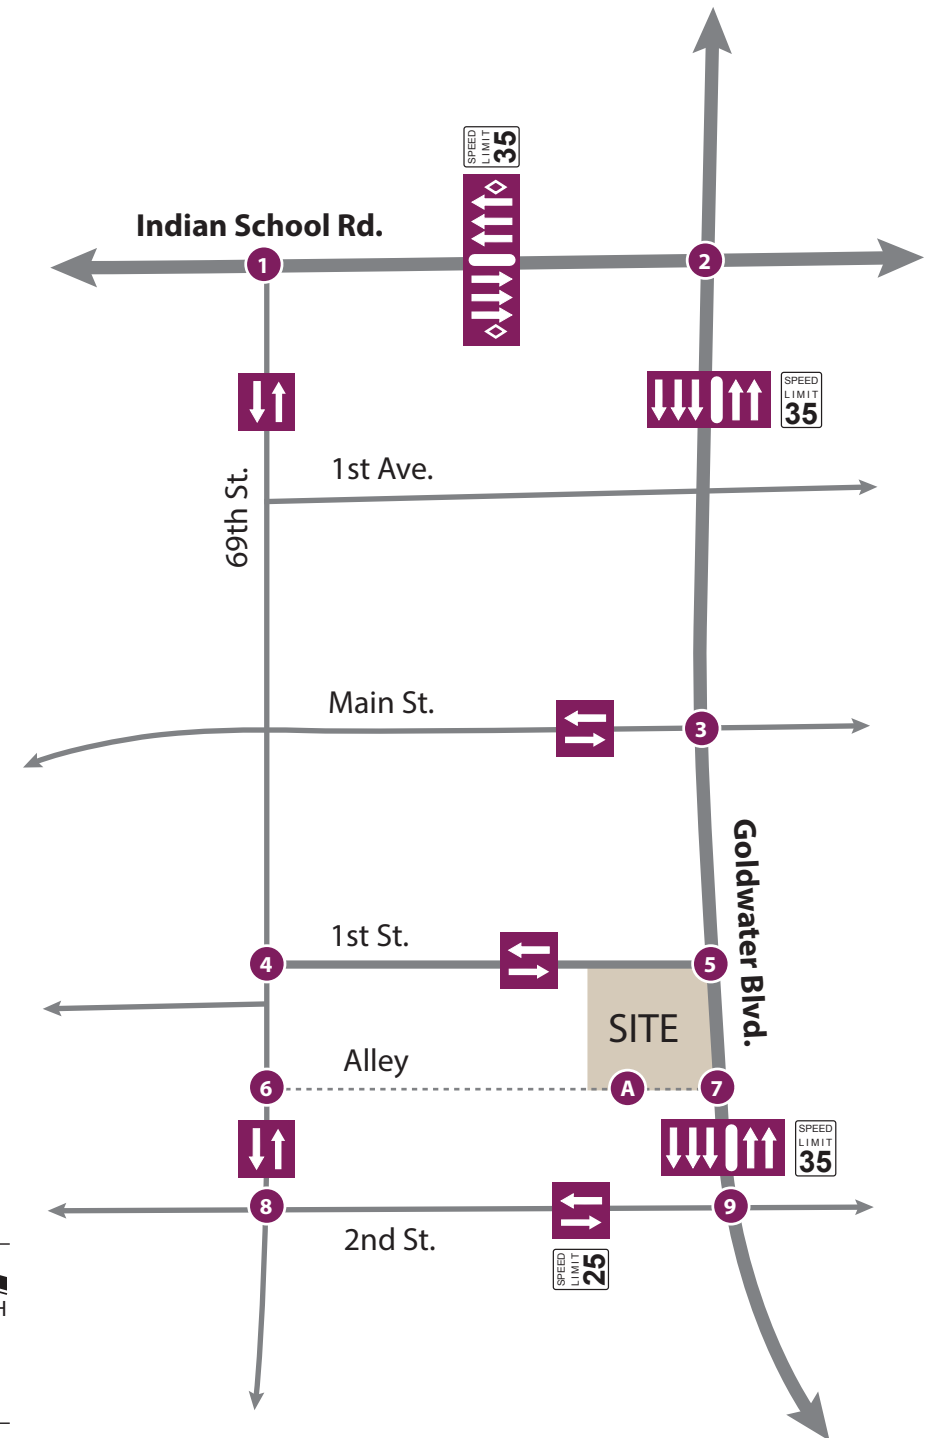 SPEED
LIMIT
35
Indian School Rd.
1
2
SPEED
LIMIT
35
1st Ave.
69th St.
Main St.
3
Goldwater Blvd.
1st St.
4
5
SITE
Alley
6
A
7
SPEED
LIMIT
35
8
9
2nd St.
SPEED
LIMIT
25
H